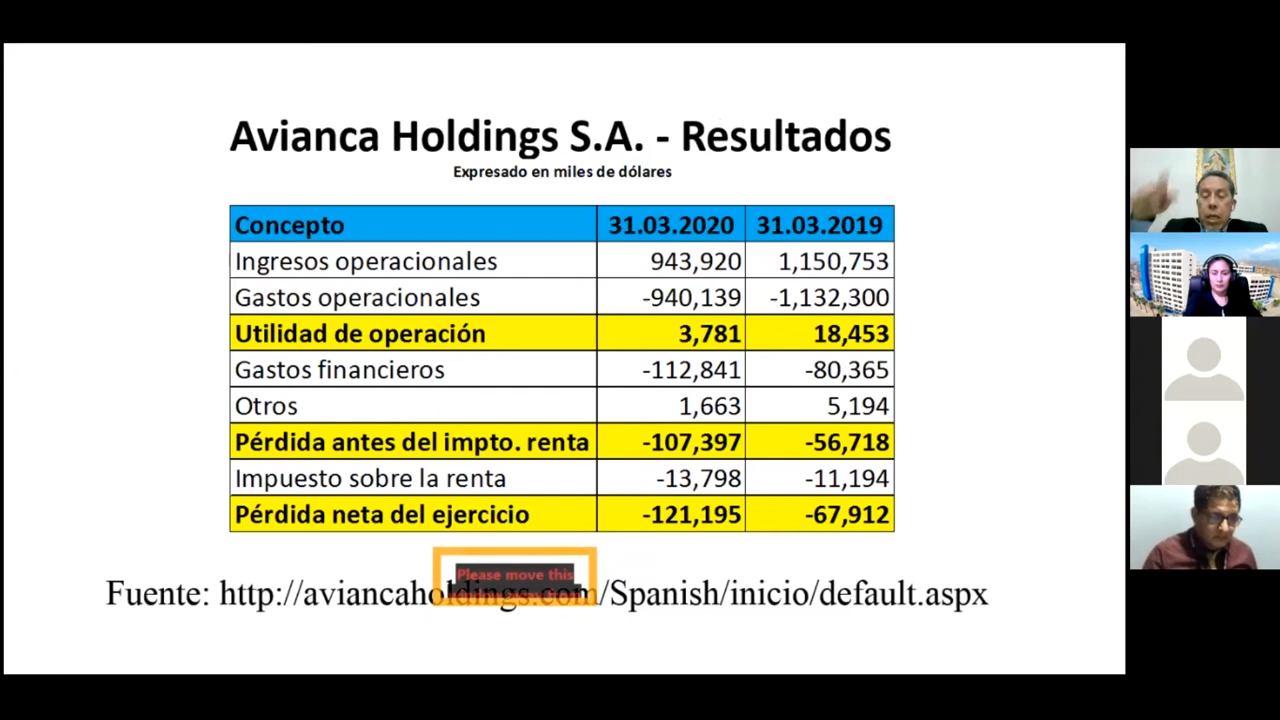 Avianca Holdings S.A. - Resultados
Expresado en miles de dólares
Concepto 31.03.2020 31.03.2019
Ingresos operacionales 943,920 1,150,753
Gastos operacionales -940,139 -1,132,300
Utilidad de operación 3,781 18,453
Gastos financieros -112,841 -80,365
Otros 1,663 5,194
Pérdida antes del impto. renta -107,397 -56,718
Impuesto sobre la renta -13,798 -11,194
Pérdida neta del ejercicio -121,195 -67,912
Please move this
Fuente: http://aviancaholdings.com/Spanish/inicio/default.aspx